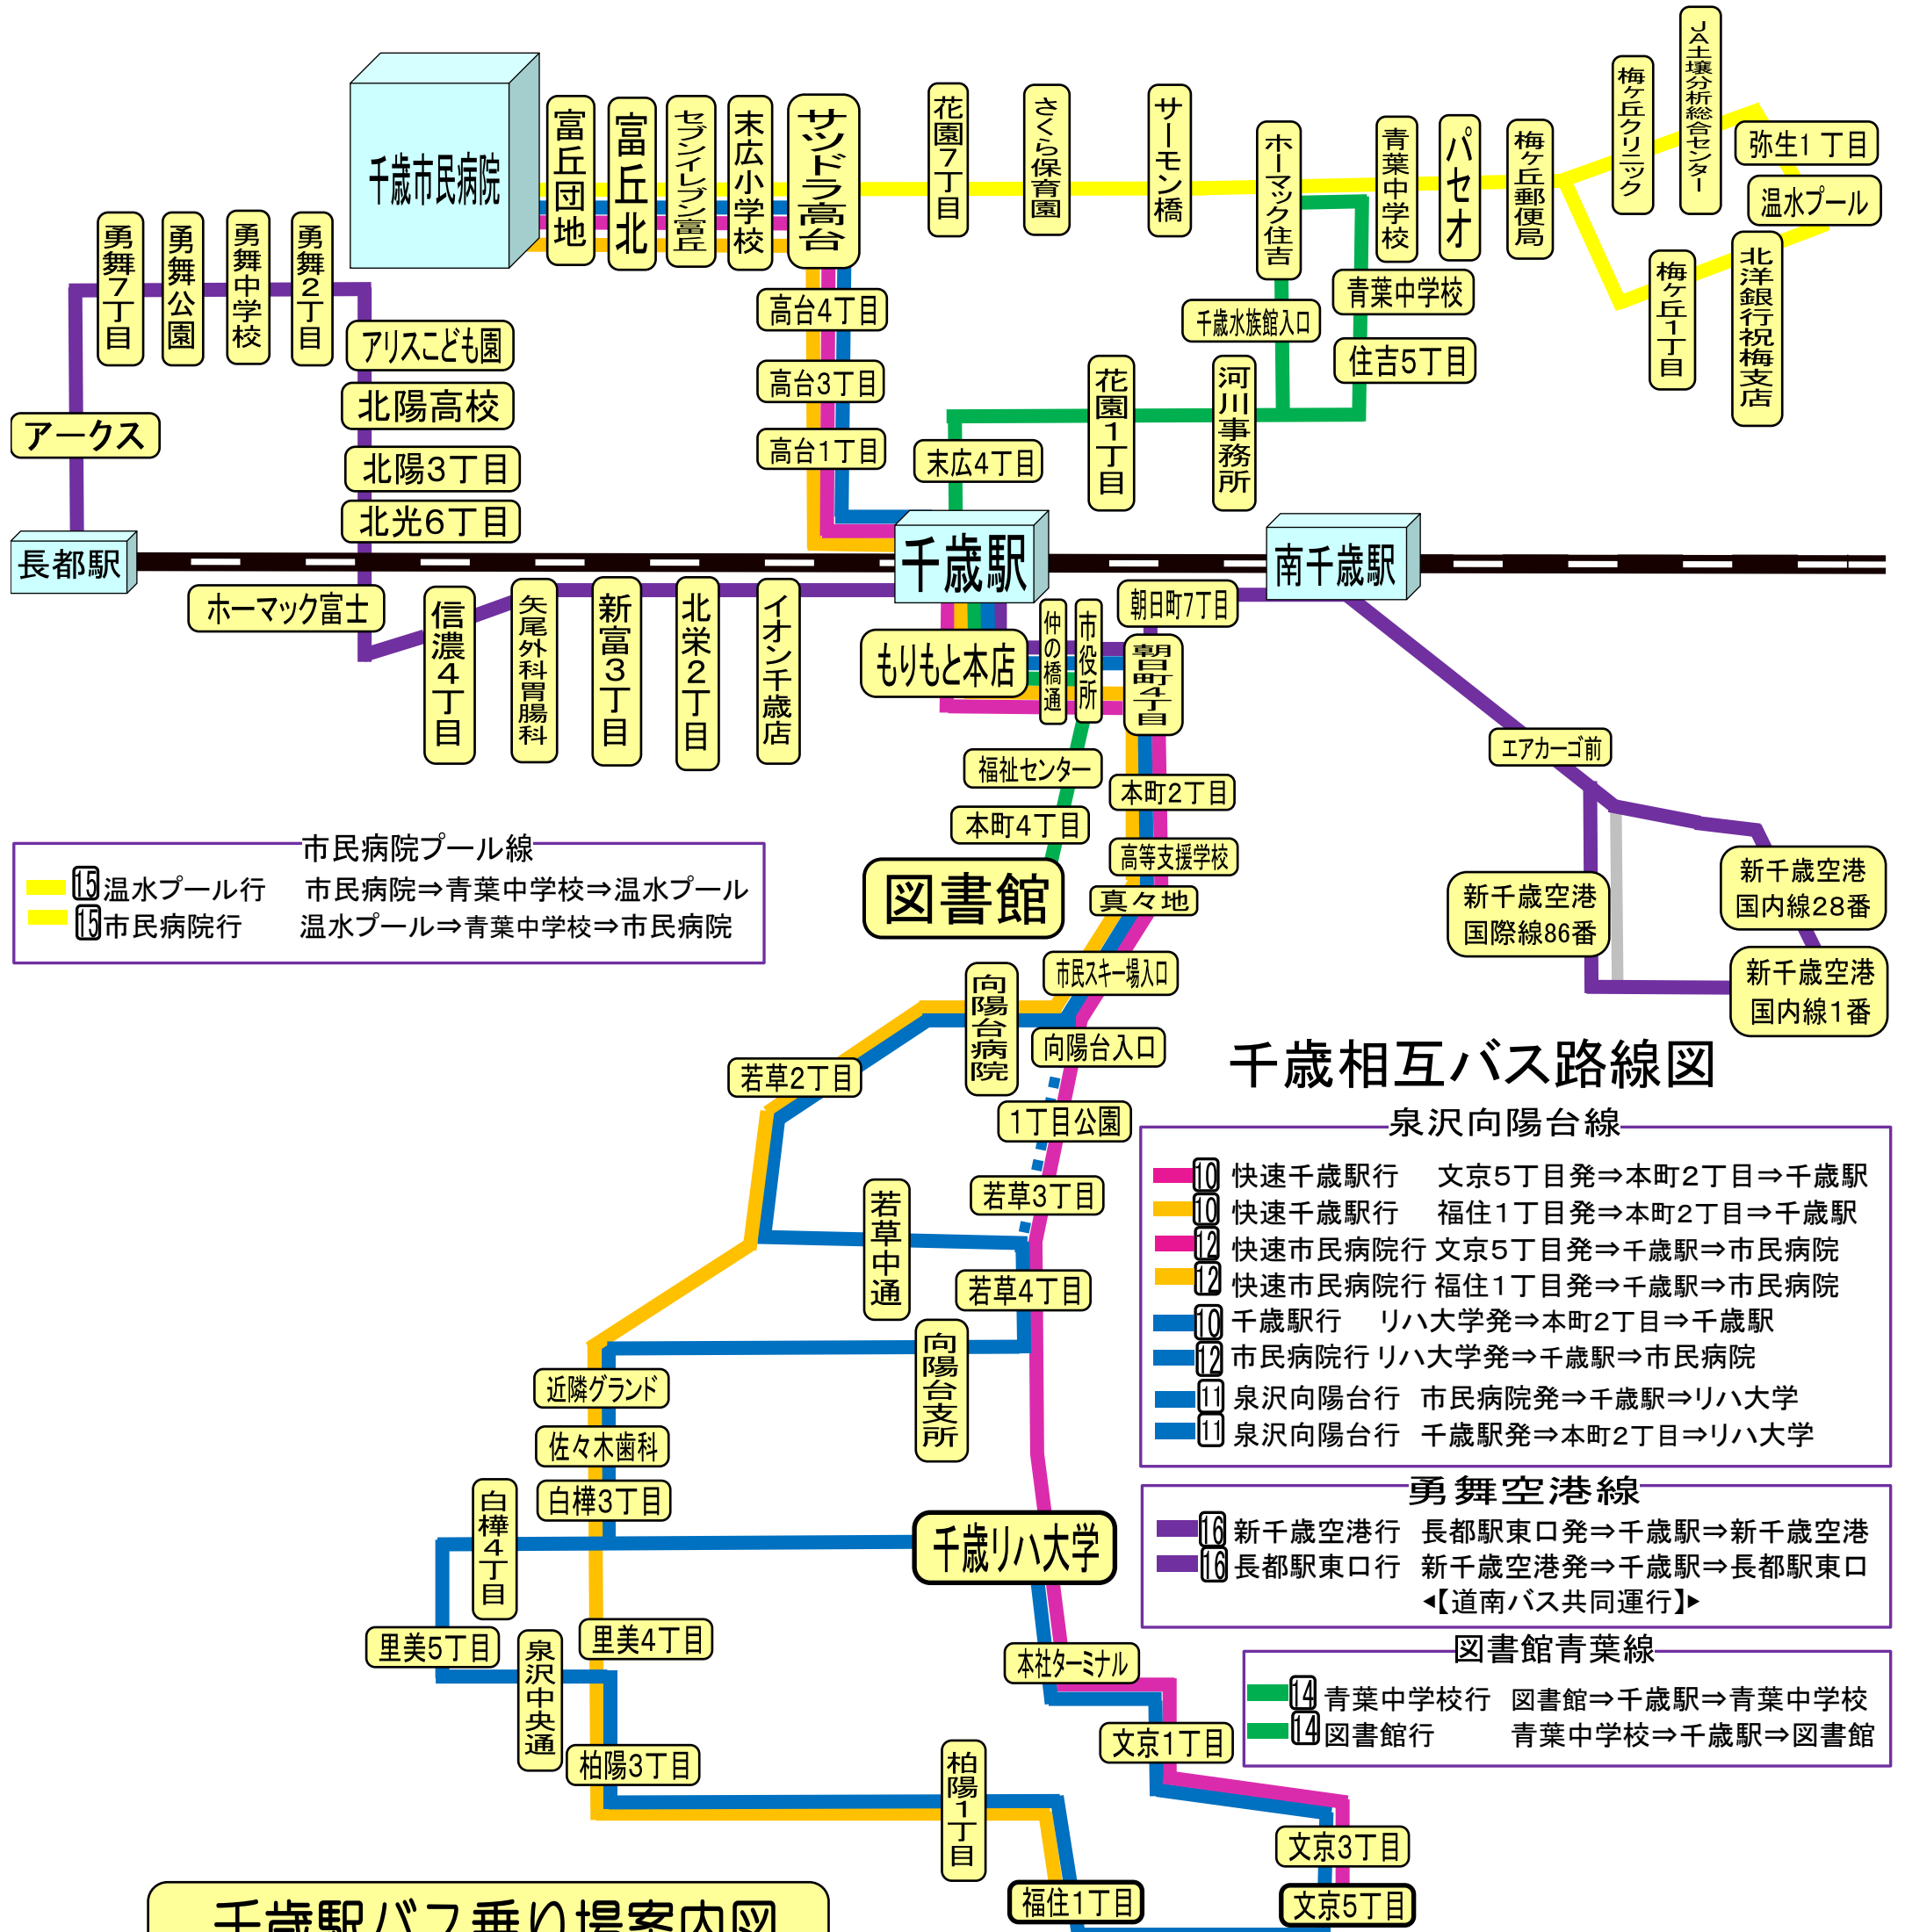 千歳市民病院
富丘団地
富丘北
セブンイレブン富丘
末広小学校
サツドラ高台
花園7丁目
さくら保育園
サーモン橋
ホーマック住吉
青葉中学校
パセオ
梅ヶ丘郵便局
梅ヶ丘クリニック
JA土壌分析総合センター
弥生1丁目
温水プール
北洋銀行祝梅支店
梅ヶ丘1丁目
勇舞7丁目
勇舞公園
勇舞中学校
勇舞2丁目
アリスこども園
北陽高校
北陽3丁目
北光6丁目
アークス
長都駅
高台4丁目
高台3丁目
高台1丁目
千歳水族館入口
青葉中学校
住吉5丁目
花園1丁目
河川事務所
末広4丁目
千歳駅
南千歳駅
ホーマック富士
信濃4丁目
矢尾外科胃腸科
新富3丁目
北栄2丁目
イオン千歳店
もりもと本店
仲の橋通
市役所
朝日町7丁目
朝日町4丁目
エアカーゴ前
福祉センター
本町2丁目
本町4丁目
高等支援学校
図書館
真々地
新千歳空港
国際線86番
新千歳空港
国内線28番
新千歳空港
国内線1番
市民病院プール線
15 温水プール行 市民病院⇒青葉中学校⇒温水プール
15 市民病院行 温水プール⇒青葉中学校⇒市民病院
市民スキー場入口
向陽台病院
向陽台入口
若草2丁目
1丁目公園
若草3丁目
若草中通
若草4丁目
向陽台支所
近隣グランド
佐々木歯科
白樺3丁目
白樺4丁目
千歳リハ大学
里美5丁目
泉沢中央通
里美4丁目
本社ターミナル
柏陽3丁目
柏陽1丁目
文京1丁目
文京3丁目
福住1丁目
文京5丁目
千歳相互バス路線図
泉沢向陽台線
10 快速千歳駅行 文京5丁目発⇒本町2丁目⇒千歳駅
10 快速千歳駅行 福住1丁目発⇒本町2丁目⇒千歳駅
12 快速市民病院行 文京5丁目発⇒千歳駅⇒市民病院
12 快速市民病院行 福住1丁目発⇒千歳駅⇒市民病院
10 千歳駅行 リハ大学発⇒本町2丁目⇒千歳駅
12 市民病院行 リハ大学発⇒千歳駅⇒市民病院
11 泉沢向陽台行 市民病院発⇒千歳駅⇒リハ大学
11 泉沢向陽台行 千歳駅発⇒本町2丁目⇒リハ大学
勇舞空港線
16 新千歳空港行 長都駅東口発⇒千歳駅⇒新千歳空港
16 長都駅東口行 新千歳空港発⇒千歳駅⇒長都駅東口
◀【道南バス共同運行】▶
図書館青葉線
14 青葉中学校行 図書館⇒千歳駅⇒青葉中学校
14 図書館行 青葉中学校⇒千歳駅⇒図書館
千歳駅バス乗り場案内図